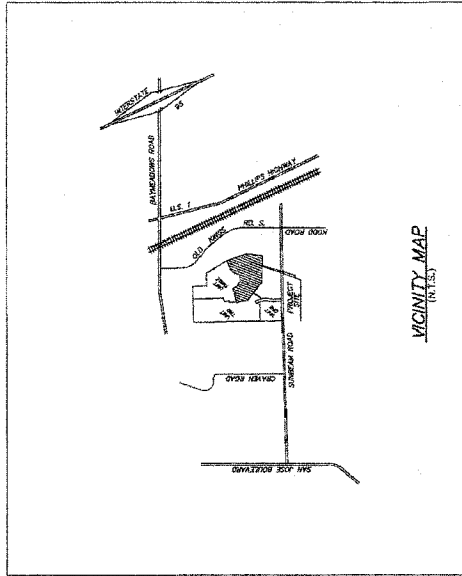 INTERSTATE
95
BAYMEADOWS ROAD
U.S. 1
PHILLIPS HIGHWAY
OLD KINGS RD. S.
KODD ROAD
PROJECT SITE
SUNBEAM ROAD
CRAVEN ROAD
SAN JOSE BOULEVARD
VICINITY MAP
(N.T.S.)